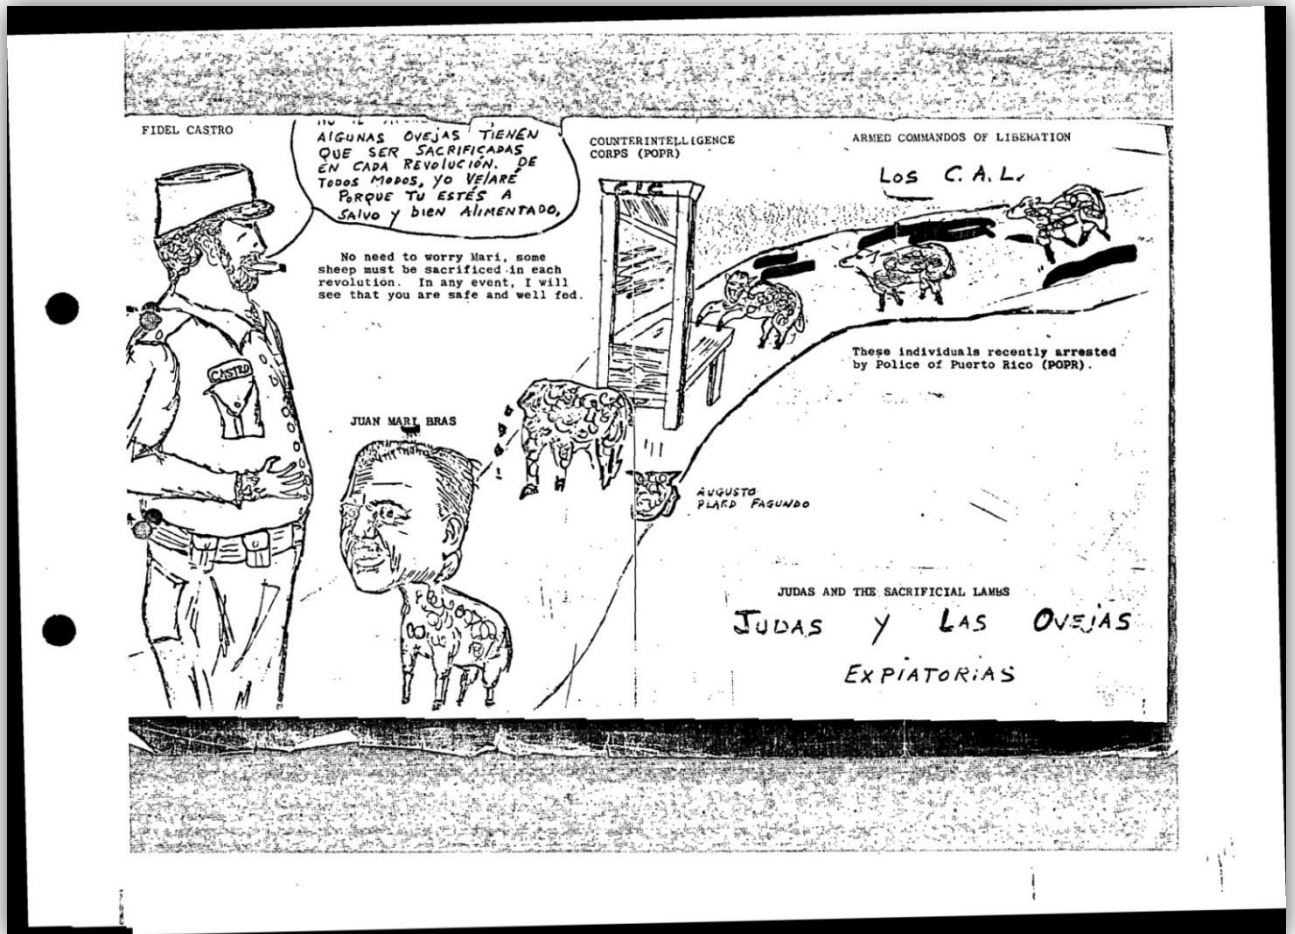 FIDEL CASTRO
ALGUNAS OVEJAS TIENEN
QUE SER SACRIFICADAS
EN CADA REVOLUCIÓN. DE
TODOS MODOS, YO VELARÉ
PORQUE TU ESTÉS A
SALVO Y BIEN ALIMENTADO.
No need to worry Mari, some
sheep must be sacrificed in each
revolution. In any event, I will
see that you are safe and well fed.
COUNTERINTELLIGENCE
CORPS (POPR)
CIC
ARMED COMMANDOS OF LIBERATION
LOS C.A.L.
These individuals recently arrested
by Police of Puerto Rico (POPR).
CASTRO
JUAN MARI BRAS
AUGUSTO
PLARD FAGUNDO
JUDAS AND THE SACRIFICIAL LAMBS
JUDAS Y LAS OVEJAS
EXPIATORIAS